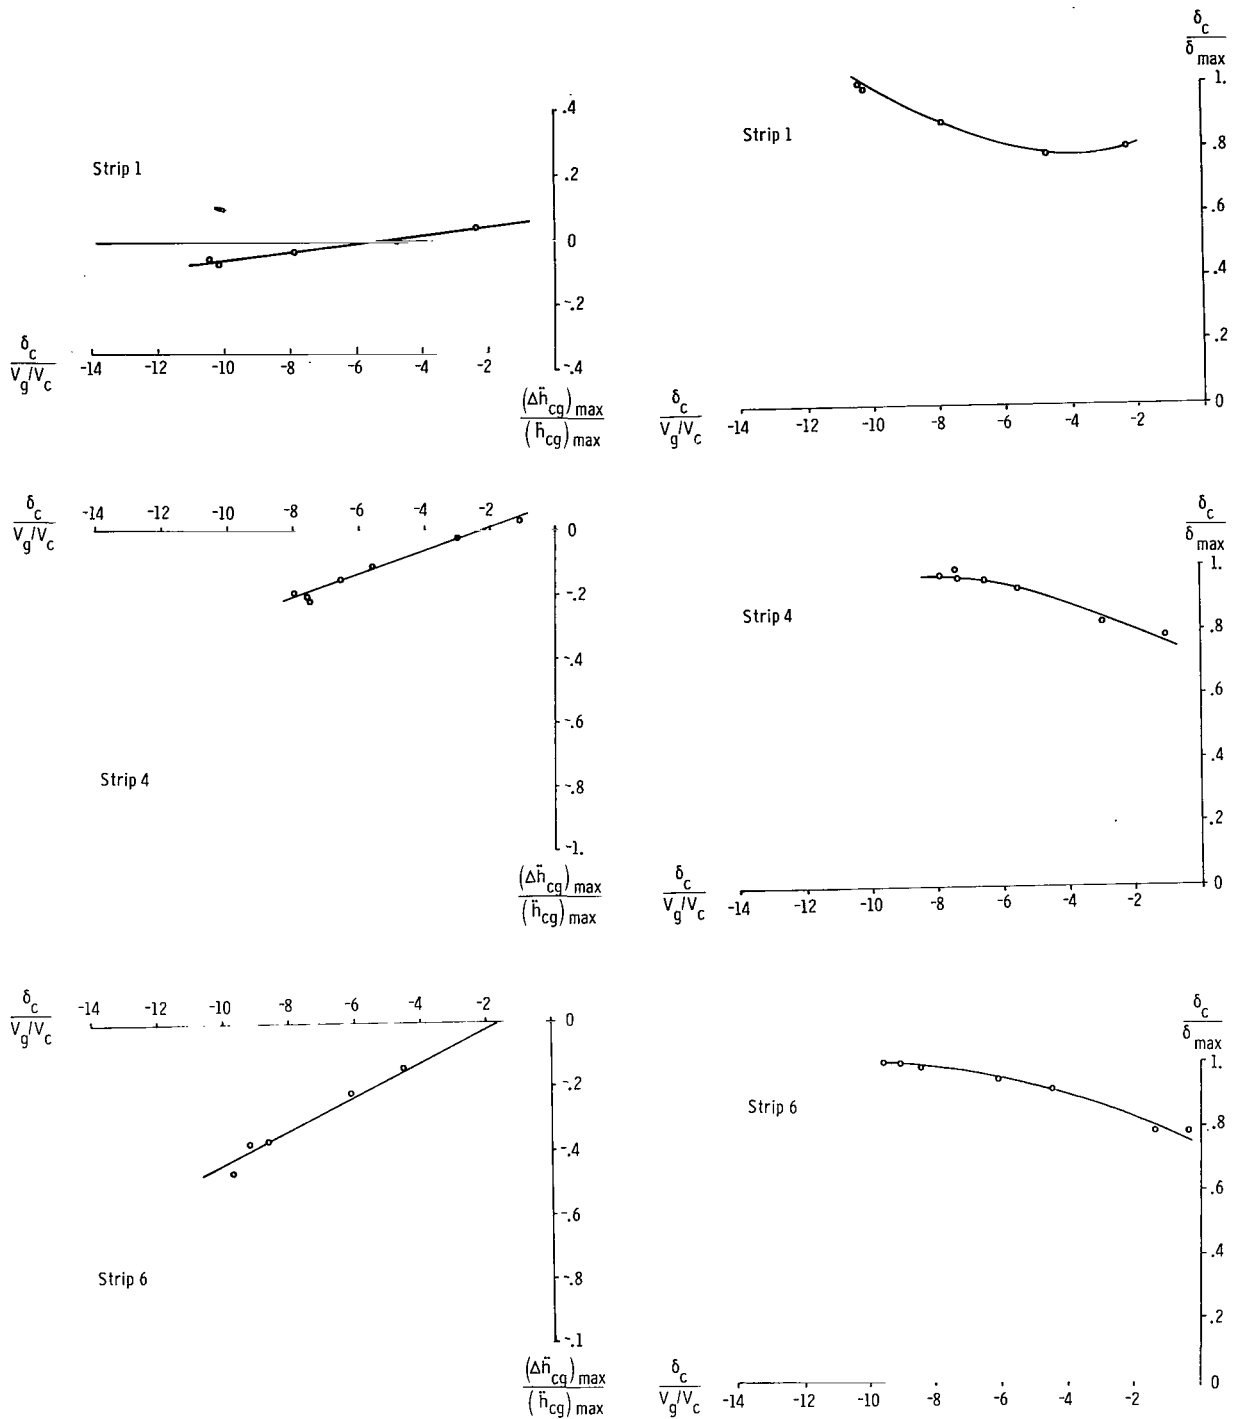 .4
.2
0
-.2
-.4
Strip 1
δc
Vg/Vc
-14 -12 -10 -8 -6 -4 -2
(Δḧcg)max
(ḧcg)max
δc
δmax
1.
.8
.6
.4
.2
0
Strip 1
δc
Vg/Vc
-14 -12 -10 -8 -6 -4 -2
δc
Vg/Vc
-14 -12 -10 -8 -6 -4 -2
0
-.2
-.4
-.6
-.8
-1.
Strip 4
(Δḧcg)max
(ḧcg)max
δc
δmax
1.
.8
.6
.4
.2
0
Strip 4
δc
Vg/Vc
-14 -12 -10 -8 -6 -4 -2
δc
Vg/Vc
-14 -12 -10 -8 -6 -4 -2
0
-.2
-.4
-.6
-.8
-.1
Strip 6
(Δḧcg)max
(ḧcg)max
δc
δmax
1.
.8
.6
.4
.2
0
Strip 6
δc
Vg/Vc
-14 -12 -10 -8 -6 -4 -2